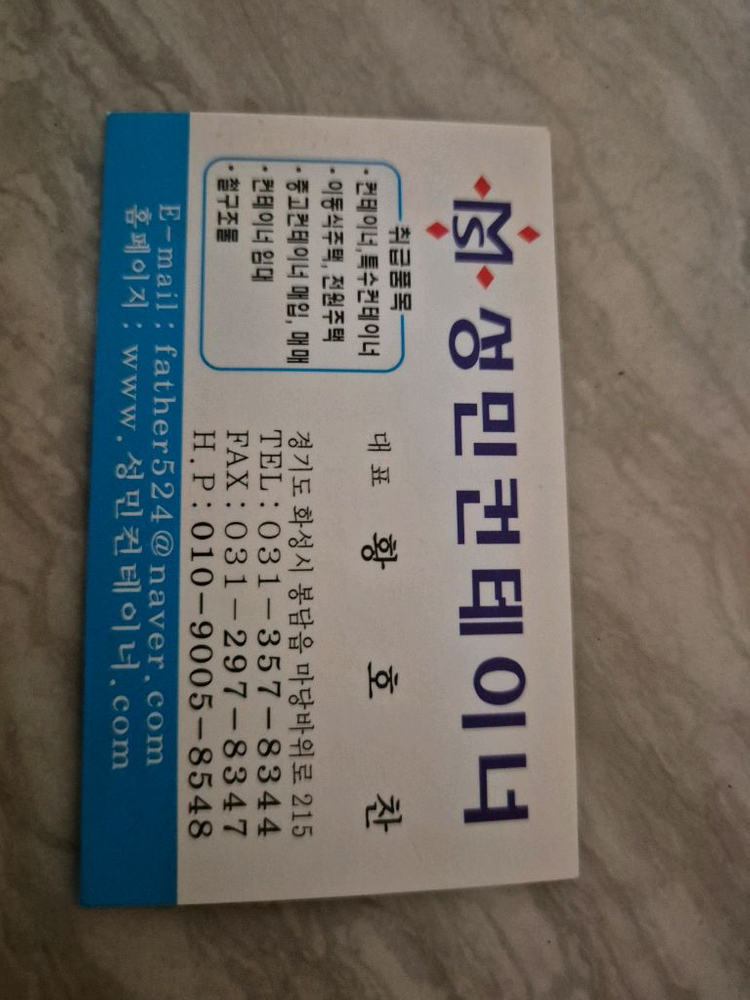 SM 성민컨테이너
취급품목
· 컨테이너,특수컨테이너
· 이동식주택, 전원주택
· 중고컨테이너 매입, 매매
· 컨테이너 임대
· 철구조물
대표 황호찬
경기도 화성시 봉담읍 마당바위로 215
TEL:031-357-8344
FAX:031-297-8347
H.P:010-9005-8548
E-mail : father524@naver.com
홈페이지 : www.성민컨테이너.com